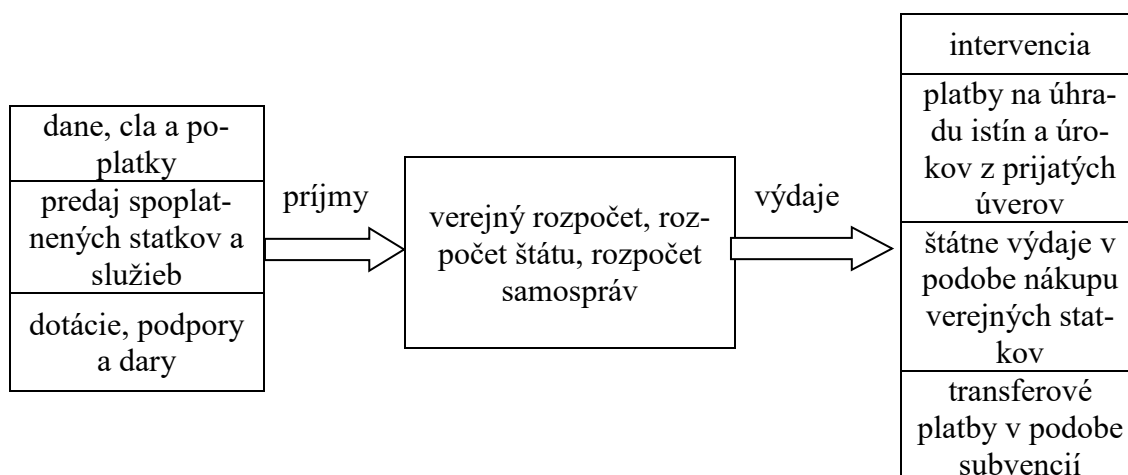 dane, cla a po-
platky
predaj spoplat-
nených statkov a
služieb
dotácie, podpory
a dary
príjmy
verejný rozpočet, roz-
počet štátu, rozpočet
samospráv
výdaje
intervencia
platby na úhra-
du istín a úro-
kov z prijatých
úverov
štátne výdaje v
podobe nákupu
verejných stat-
kov
transferové
platby v podobe
subvencií